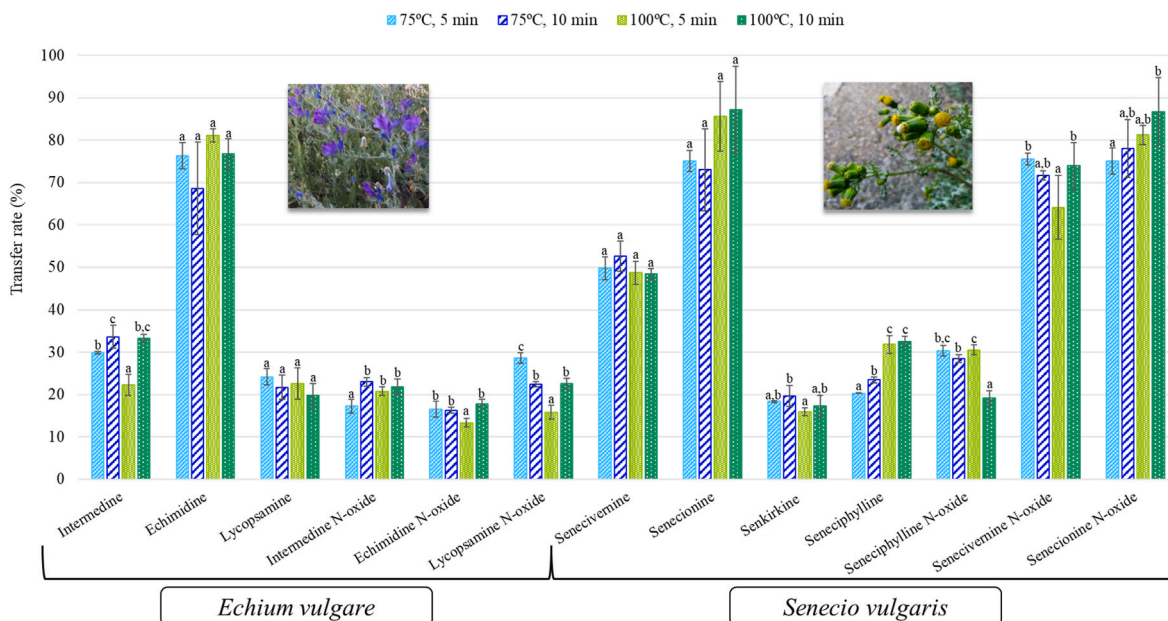 75ºC, 5 min 75ºC, 10 min 100ºC, 5 min 100ºC, 10 min
Transfer rate (%)
100
90
80
70
60
50
40
30
20
10
0
b c a b,c
a a a a
a a a a
a b b b
b b a b
c b a b
a a a a
a a a a
a,b b a a,b
a b c c
b,c b c a
b a,b a b
a a,b a,b b
Intermedine
Echimidine
Lycopsamine
Intermedine N-oxide
Echimidine N-oxide
Lycopsamine N-oxide
Senecivernine
Senecionine
Senkirkine
Seneciphylline
Seneciphylline N-oxide
Senecivernine N-oxide
Senecionine N-oxide
Echium vulgare
Senecio vulgaris